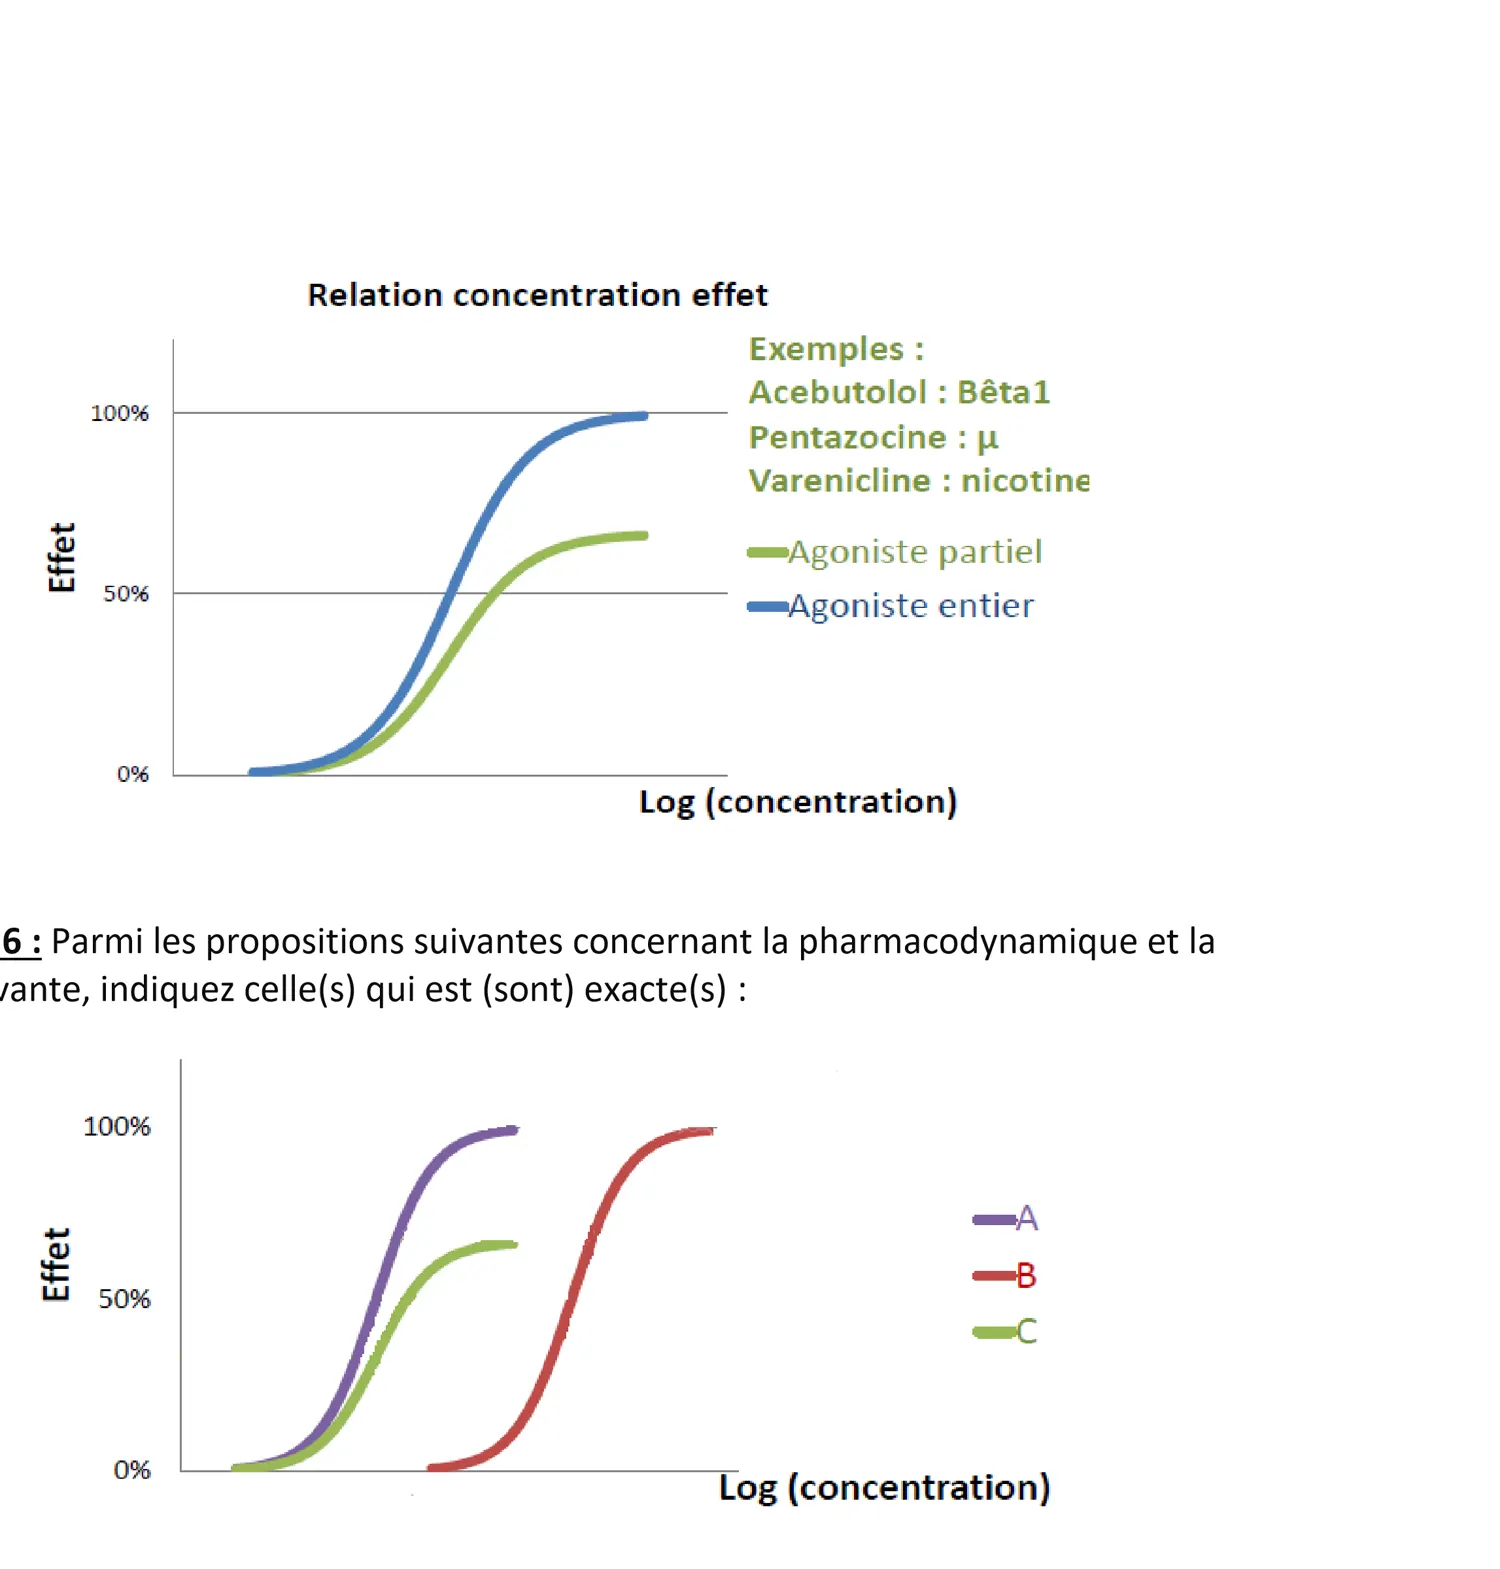 Relation concentration effet
Exemples :
Acebutolol : Bêta1
Pentazocine : µ
Varenicline : nicotine
Agoniste partiel
Agoniste entier
100%
50%
0%
Effet
Log (concentration)
6 : Parmi les propositions suivantes concernant la pharmacodynamique et la
vante, indiquez celle(s) qui est (sont) exacte(s) :
100%
50%
0%
Effet
A
B
C
Log (concentration)